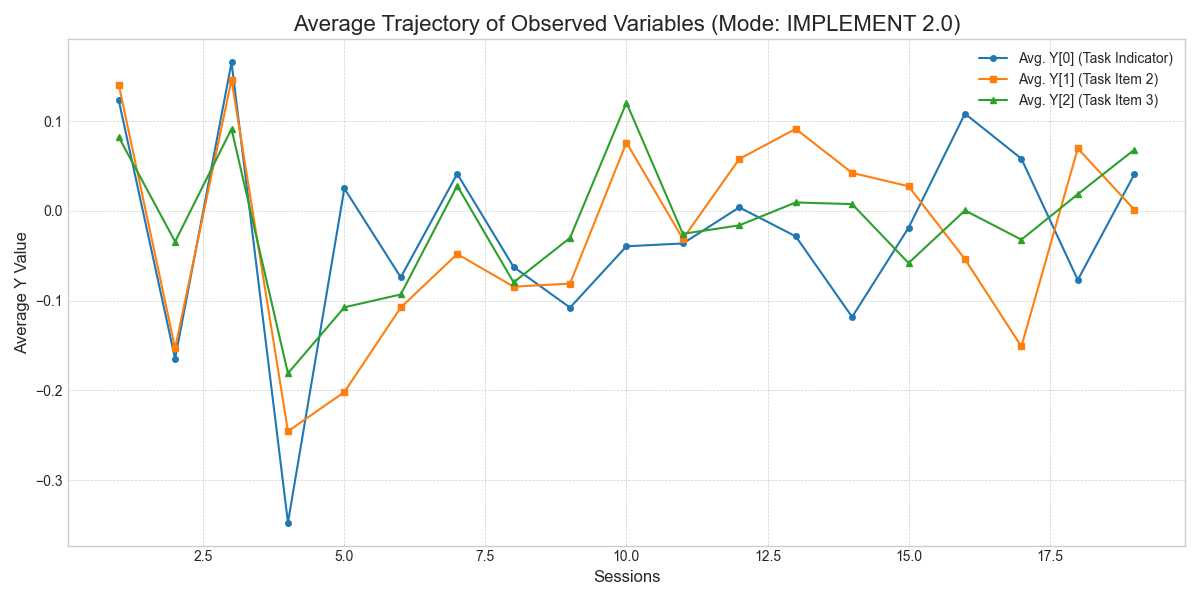 Average Trajectory of Observed Variables (Mode: IMPLEMENT 2.0)
Avg. Y[0] (Task Indicator)
Avg. Y[1] (Task Item 2)
Avg. Y[2] (Task Item 3)
Average Y Value
0.1
0.0
−0.1
−0.2
−0.3
2.5 5.0 7.5 10.0 12.5 15.0 17.5
Sessions